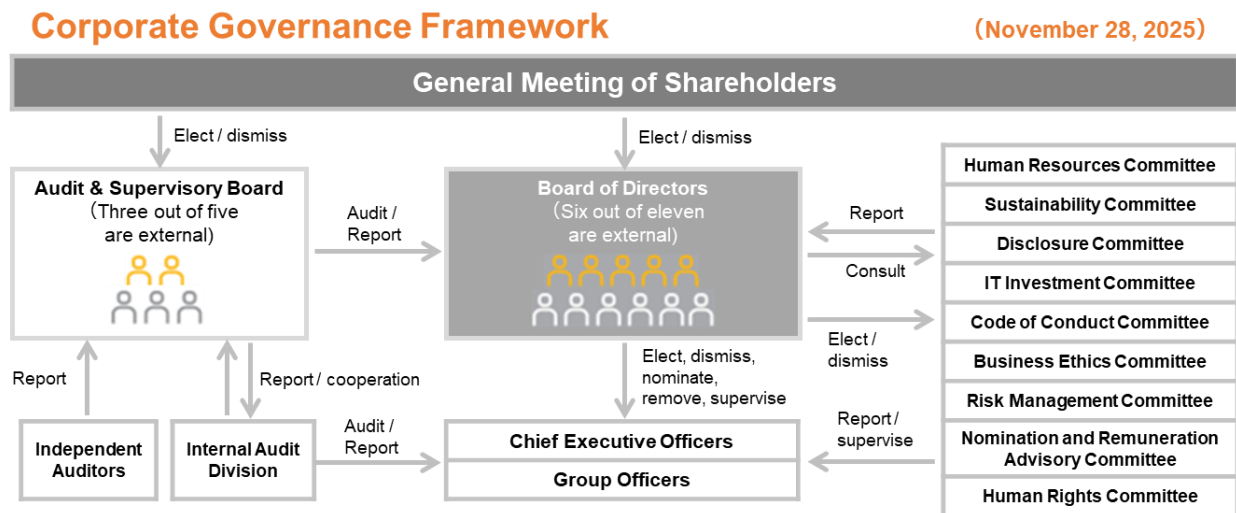 Corporate Governance Framework
（November 28, 2025）
General Meeting of Shareholders
Elect / dismiss
Elect / dismiss
Audit & Supervisory Board
（Three out of five
are external)
Audit /
Report
Board of Directors
（Six out of eleven
are external)
Report
Consult
Elect /
dismiss
Report /
supervise
Human Resources Committee
Sustainability Committee
Disclosure Committee
IT Investment Committee
Code of Conduct Committee
Business Ethics Committee
Risk Management Committee
Nomination and Remuneration
Advisory Committee
Human Rights Committee
Report
Report / cooperation
Elect, dismiss,
nominate,
remove, supervise
Independent
Auditors
Internal Audit
Division
Audit /
Report
Chief Executive Officers
Group Officers